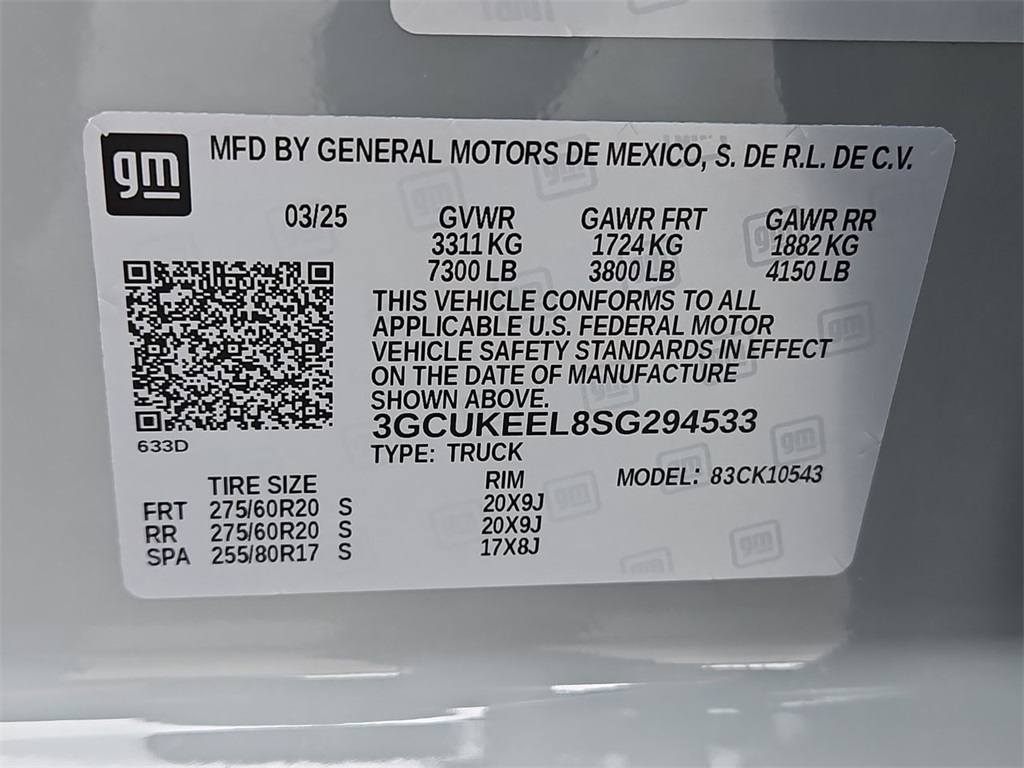 gm
MFD BY GENERAL MOTORS DE MEXICO, S. DE R.L. DE C.V.
03/25 GVWR GAWR FRT GAWR RR
3311 KG 1724 KG 1882 KG
7300 LB 3800 LB 4150 LB
THIS VEHICLE CONFORMS TO ALL
APPLICABLE U.S. FEDERAL MOTOR
VEHICLE SAFETY STANDARDS IN EFFECT
ON THE DATE OF MANUFACTURE
SHOWN ABOVE.
3GCUKEEL8SG294533
633D
TYPE: TRUCK
TIRE SIZE RIM MODEL: 83CK10543
FRT 275/60R20 S 20X9J
RR 275/60R20 S 20X9J
SPA 255/80R17 S 17X8J